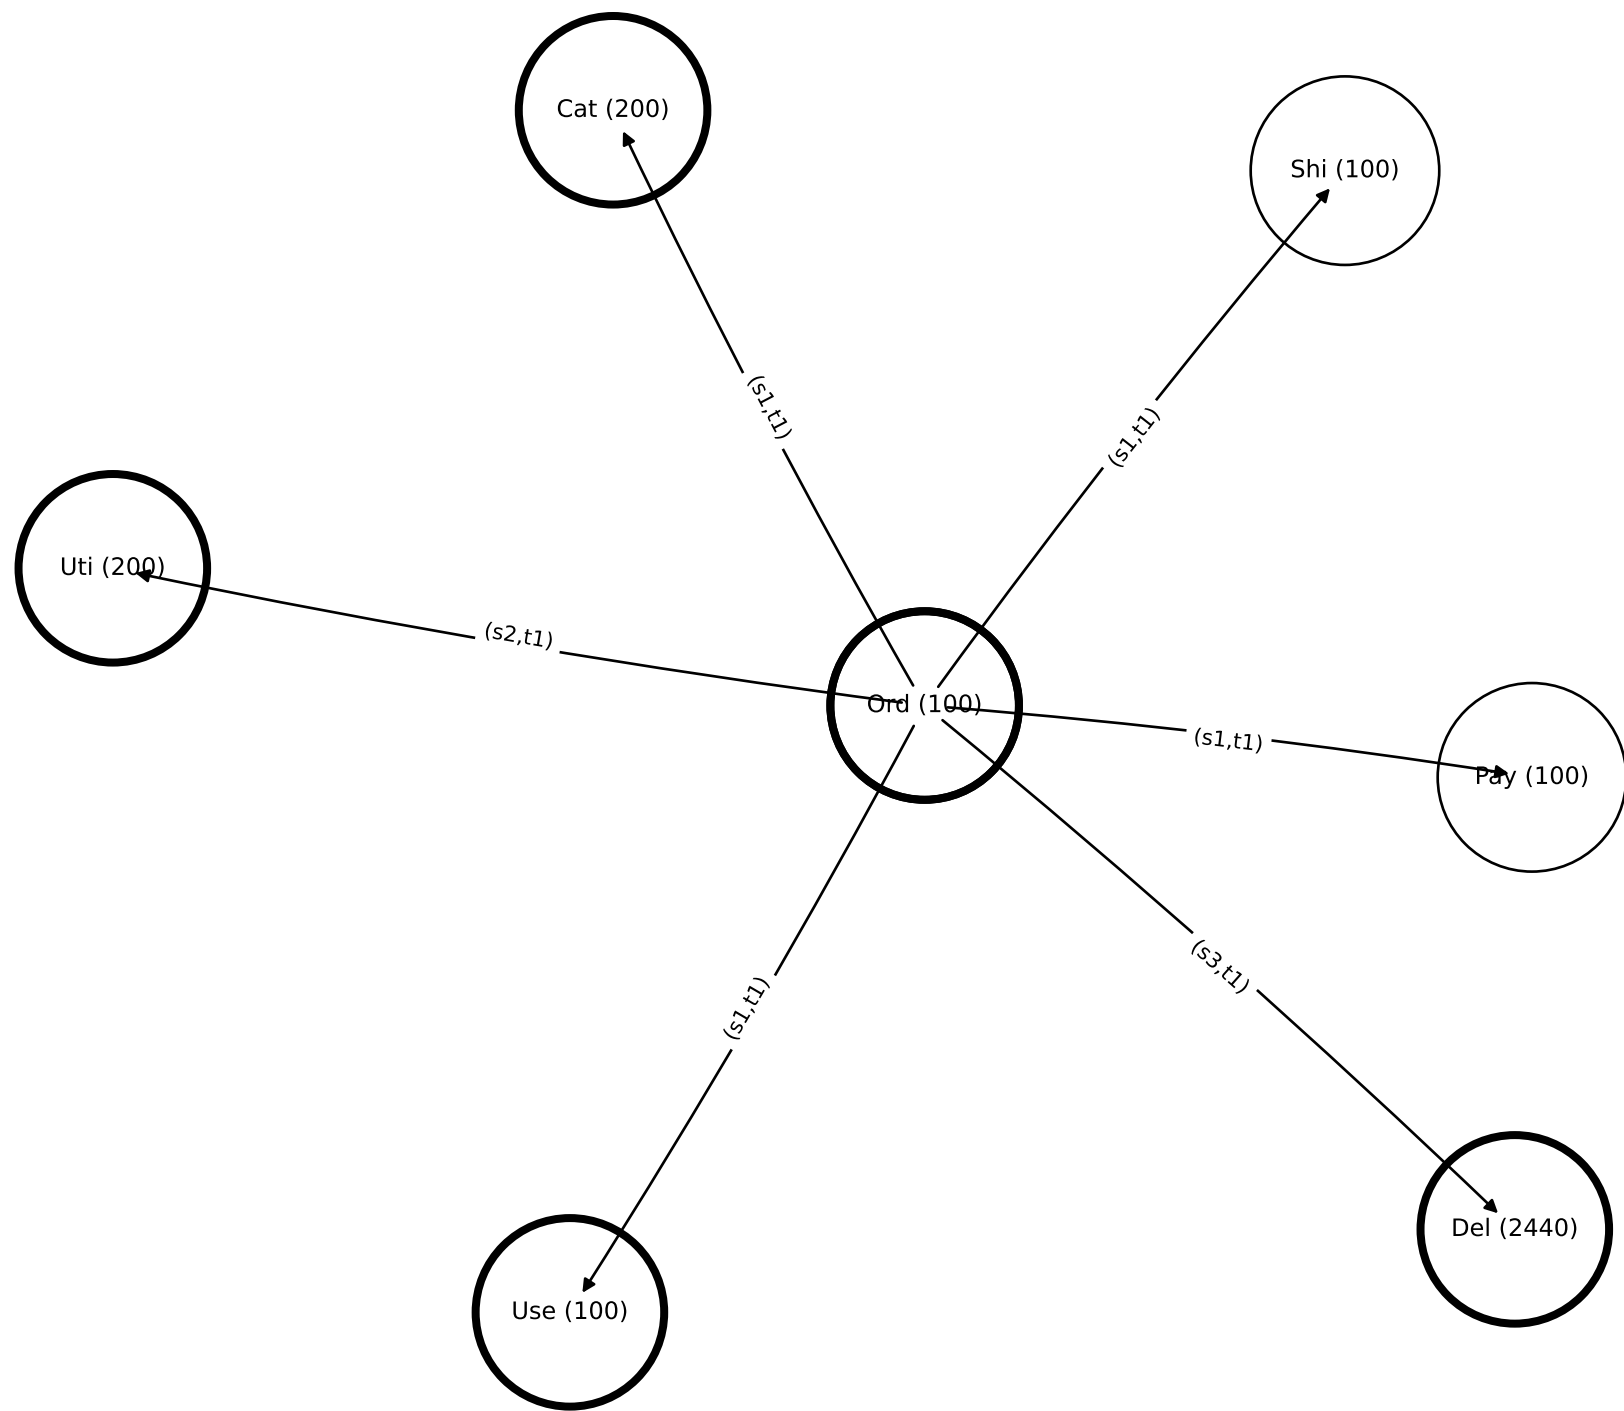 Cat (200)
Shi (100)
(s1,t1)
(s1,t1)
Uti (200)
(s2,t1)
Ord (100)
(s1,t1)
Pay (100)
(s3,t1)
(s1,t1)
Del (2440)
Use (100)